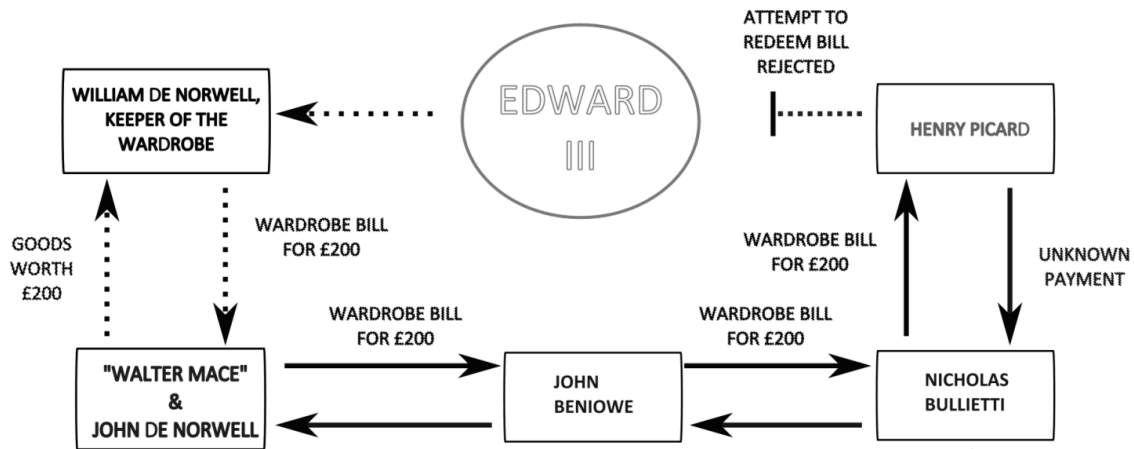 ATTEMPT TO
REDEEM BILL
REJECTED
WILLIAM DE NORWELL,
KEEPER OF THE
WARDROBE
EDWARD
III
HENRY PICARD
GOODS
WORTH
£200
WARDROBE BILL
FOR £200
WARDROBE BILL
FOR £200
UNKNOWN
PAYMENT
WARDROBE BILL
FOR £200
WARDROBE BILL
FOR £200
"WALTER MACE"
&
JOHN DE NORWELL
JOHN
BENIOWE
NICHOLAS
BULLIETTI